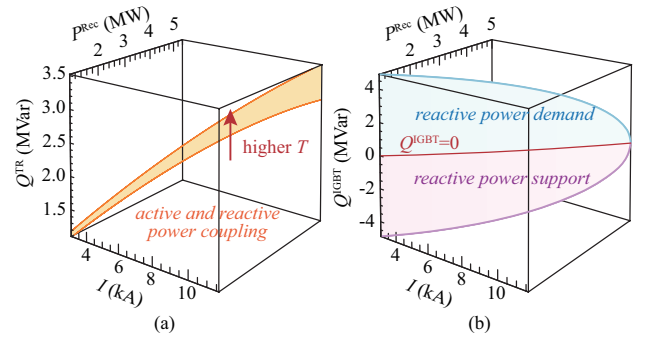 P^Rec (MW)
2 3 4 5
3.5
3.0
2.5
2.0
1.5
Q^TR (MVar)
higher T
active and reactive
power coupling
4 6 8 10
I (kA)
(a)
P^Rec (MW)
2 3 4 5
4
2
0
-2
-4
Q^IGBT (MVar)
reactive power demand
Q^IGBT=0
reactive power support
4 6 8 10
I (kA)
(b)